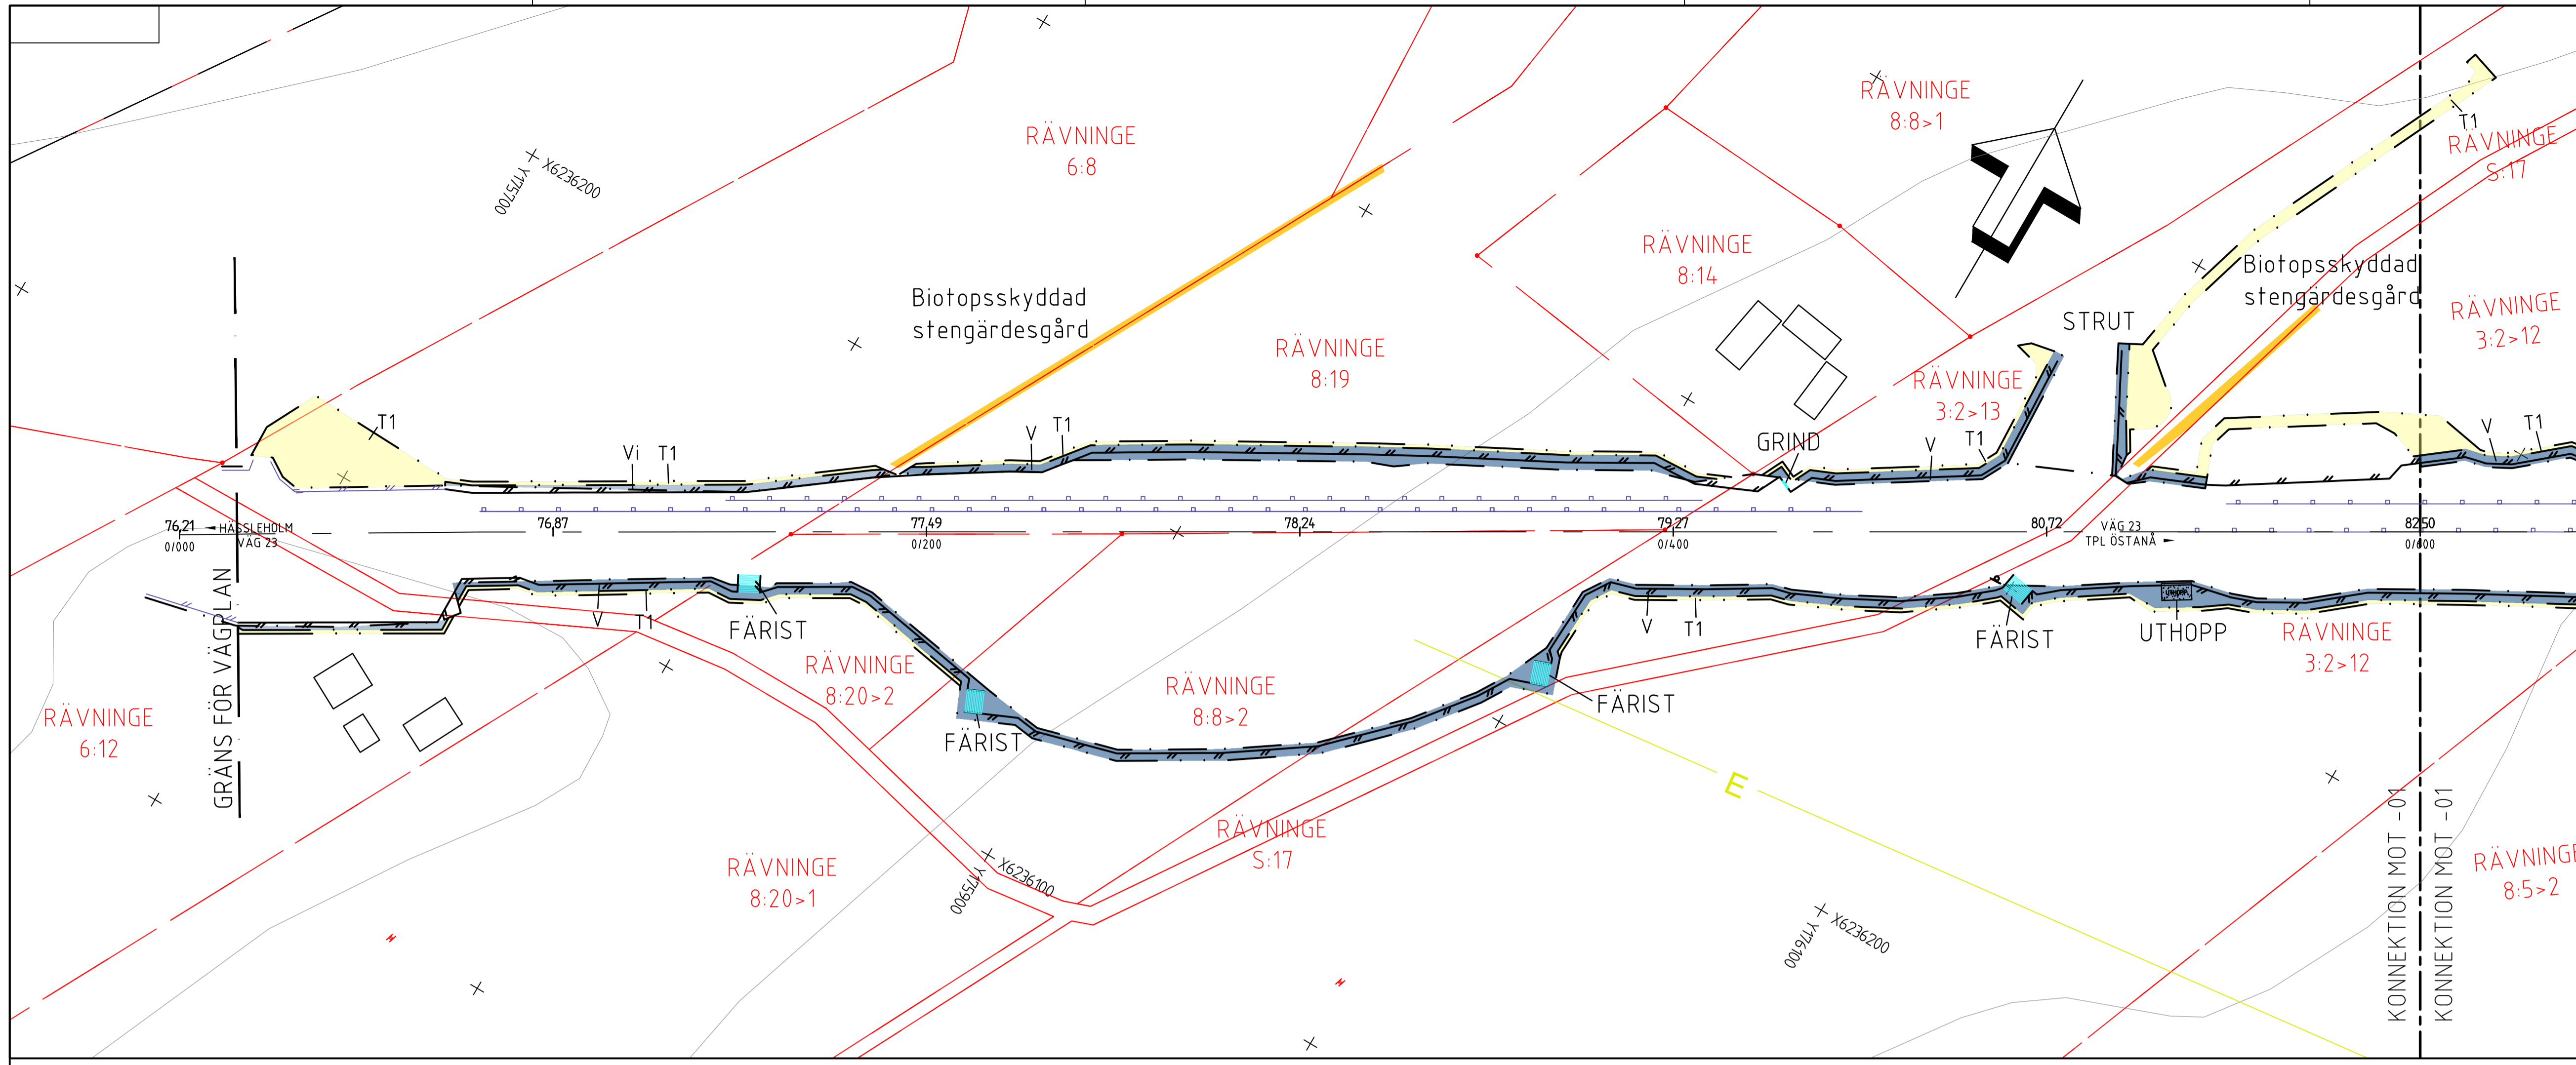 RÄVNINGE
6:8
RÄVNINGE
8:8>1
T1
RÄVNINGE
S:17
X6236200
Y175700
RÄVNINGE
8:14
Biotopsskyddad
stengärdesgård
Biotopsskyddad
stengärdesgård
RÄVNINGE
3:2>12
STRUT
RÄVNINGE
8:19
RÄVNINGE
3:2>13
T1
Vi
T1
V
T1
GRIND
V
T1
V
T1
76,21
HÄSSLEHOLM
0/000
VÄG 23
76,87
77,49
0/200
78,24
79,27
0/400
80,72
VÄG 23
TPL ÖSTANÅ
82,50
GRÄNS FÖR VÄGPLAN
V
T1
FÄRIST
V
T1
FÄRIST
UTHOPP
UTHOPP
RÄVNINGE
3:2>12
RÄVNINGE
8:20>2
RÄVNINGE
8:8>2
FÄRIST
RÄVNINGE
6:12
FÄRIST
E
RÄVNINGE
S:17
RÄVNINGE
8:20>1
X6236100
Y175900
X6236200
Y176100
KONNEKTION MOT -01
KONNEKTION MOT -01
RÄVNINGE
8:5>2